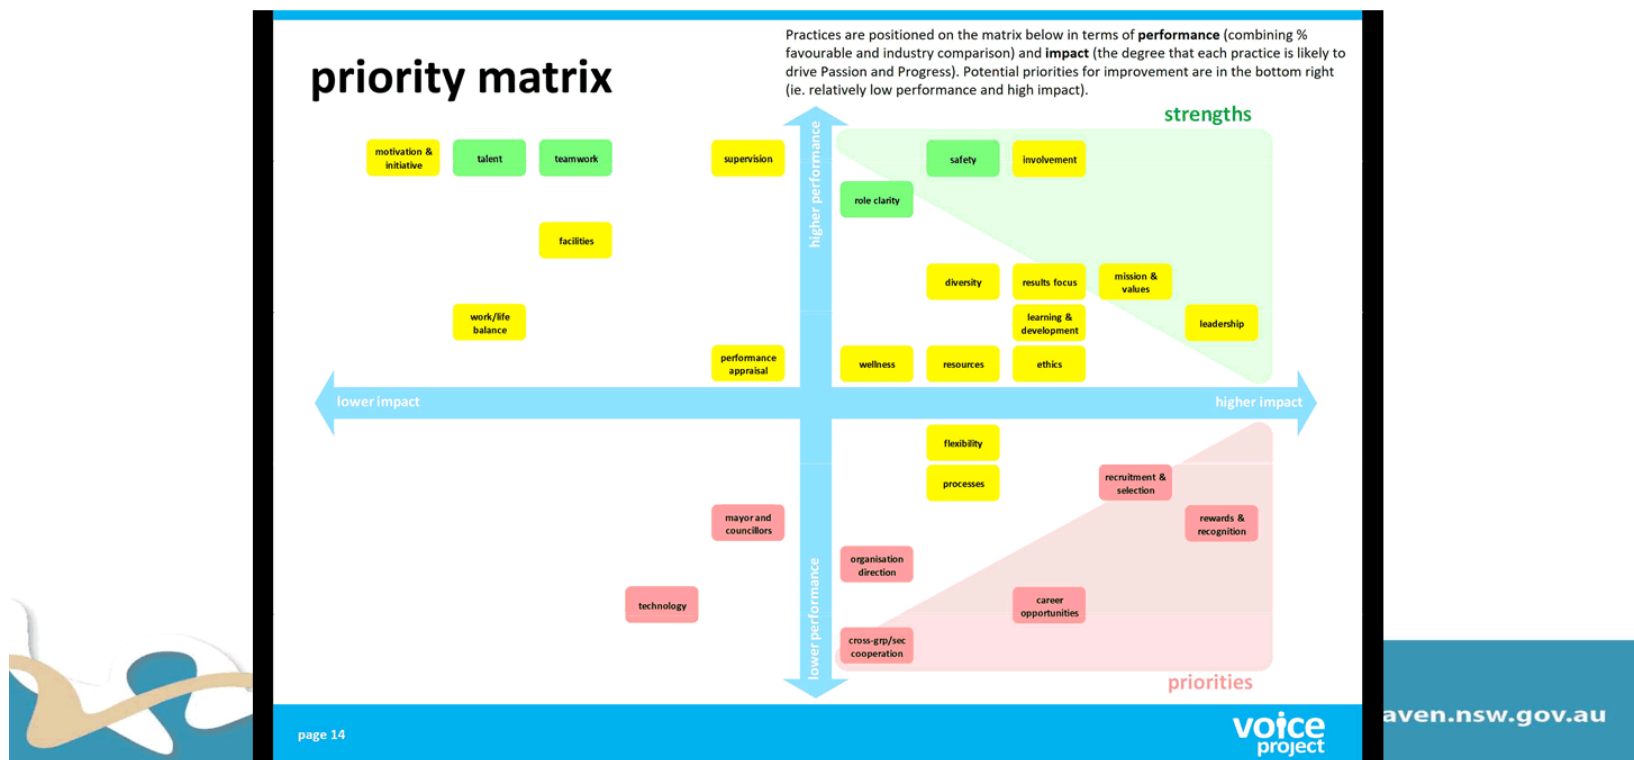 Practices are positioned on the matrix below in terms of performance (combining %
favourable and industry comparison) and impact (the degree that each practice is likely to
drive Passion and Progress). Potential priorities for improvement are in the bottom right
(ie. relatively low performance and high impact).
priority matrix
strengths
higher performance
motivation &
initiative
talent
teamwork
supervision
safety
involvement
role clarity
facilities
diversity
results focus
mission &
values
work/life
balance
learning &
development
leadership
performance
appraisal
wellness
resources
ethics
lower impact
higher impact
flexibility
processes
recruitment &
selection
mayor and
councillors
rewards &
recognition
organisation
direction
technology
career
opportunities
cross-grp/sec
cooperation
lower performance
priorities
page 14
voice
project
aven.nsw.gov.au